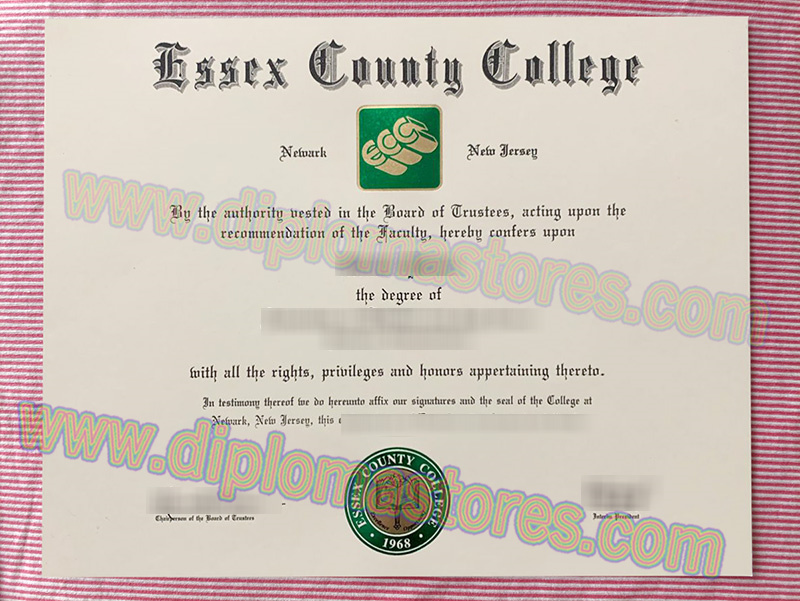 Essex County College
Newark
ECC
New Jersey
www.diplomastores.com
By the authority vested in the Board of Trustees, acting upon the
recommendation of the Faculty, hereby confers upon
the degree of
with all the rights, privileges and honors appertaining thereto.
In testimony thereof we do hereunto affix our signatures and the seal of the College at
Newark, New Jersey, this
www.diplomastores.com
ESSEX COUNTY COLLEGE
1968
Chairperson of the Board of Trustees
Interim President